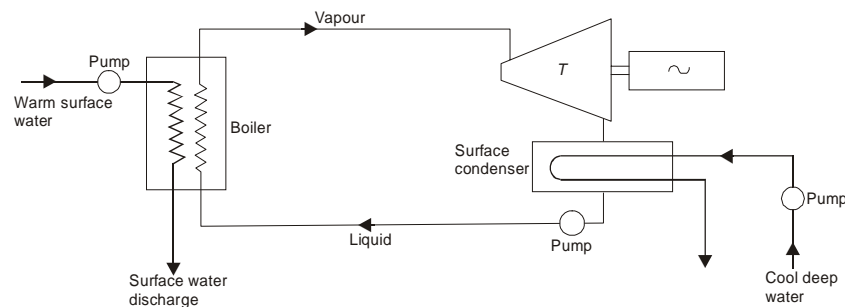 Vapour
Pump
T
Warm surface
water
Boiler
Surface
condenser
Pump
Liquid
Pump
Surface water
discharge
Cool deep
water